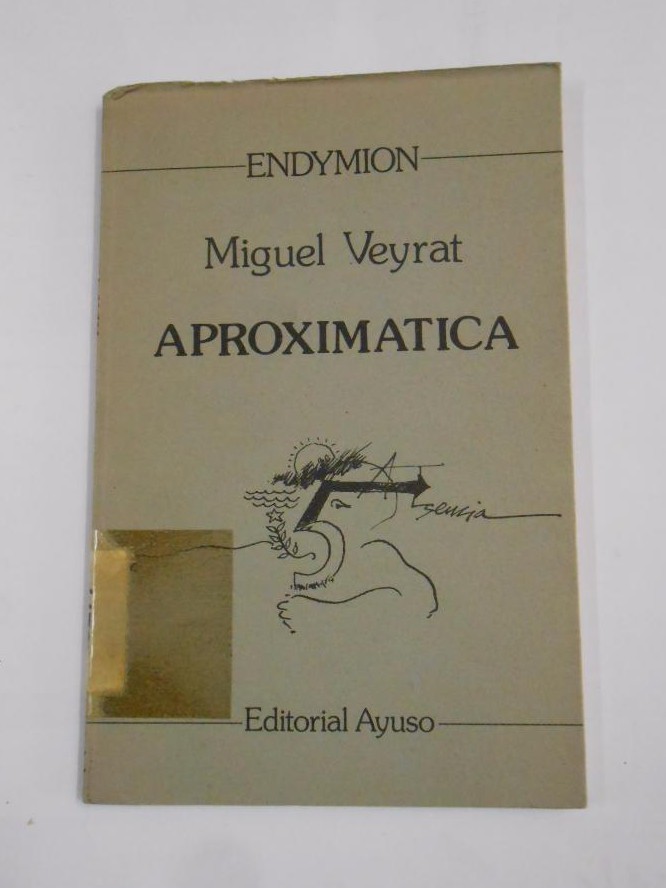 ENDYMION
Miguel Veyrat
APROXIMATICA
Editorial Ayuso